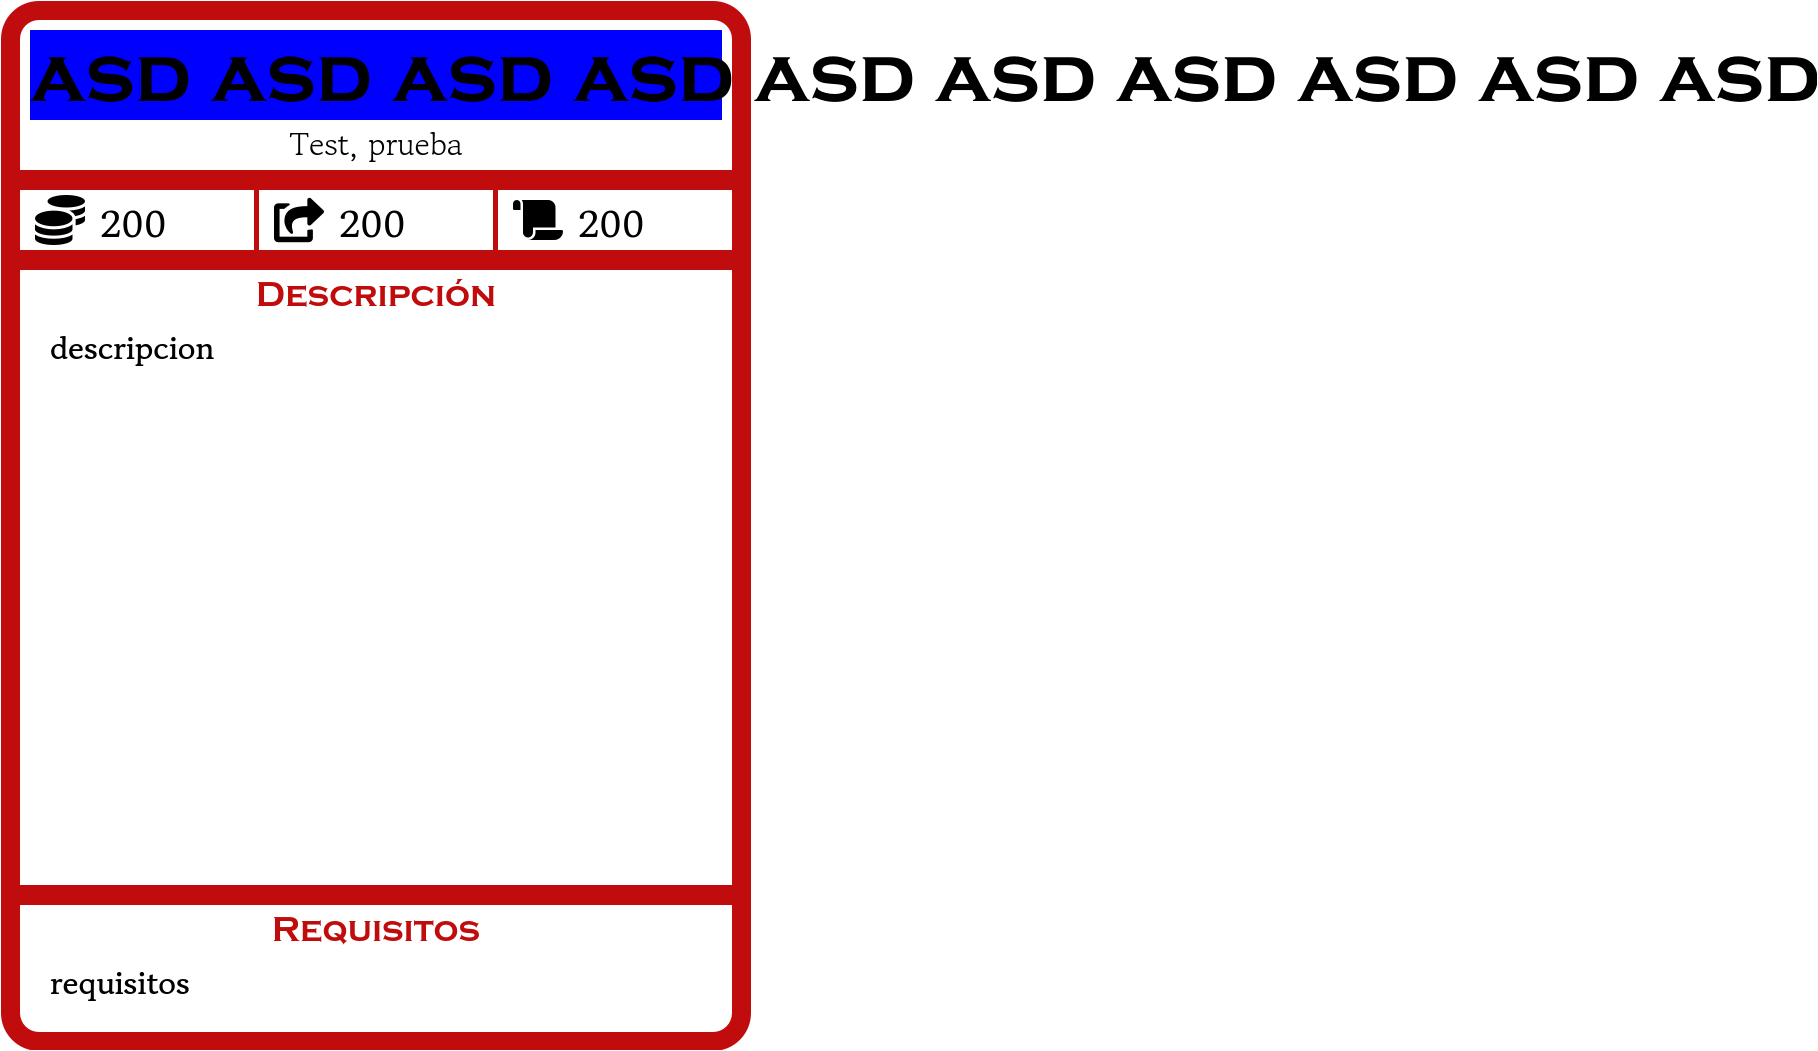 ASD ASD ASD ASD ASD ASD ASD ASD ASD ASD
Test, prueba
200 200 200
Descripción
descripcion
Requisitos
requisitos